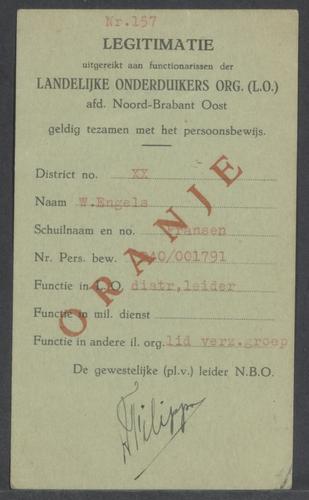 Nr.157
LEGITIMATIE
uitgereikt aan functionarissen der
LANDELIJKE ONDERDUIKERS ORG. (L.O.)
afd. Noord-Brabant Oost
geldig tezamen met het persoonsbewijs.
District no. XX
Naam W.Engels
Schuilnaam en no. Fransen
Nr. Pers. bew. 240/001791
Functie in L.O. distr,leider
Functie in mil. dienst
Functie in andere il. org. lid verz.groep
ORANJE
De gewestelijke (pl.v.) leider N.B.O.